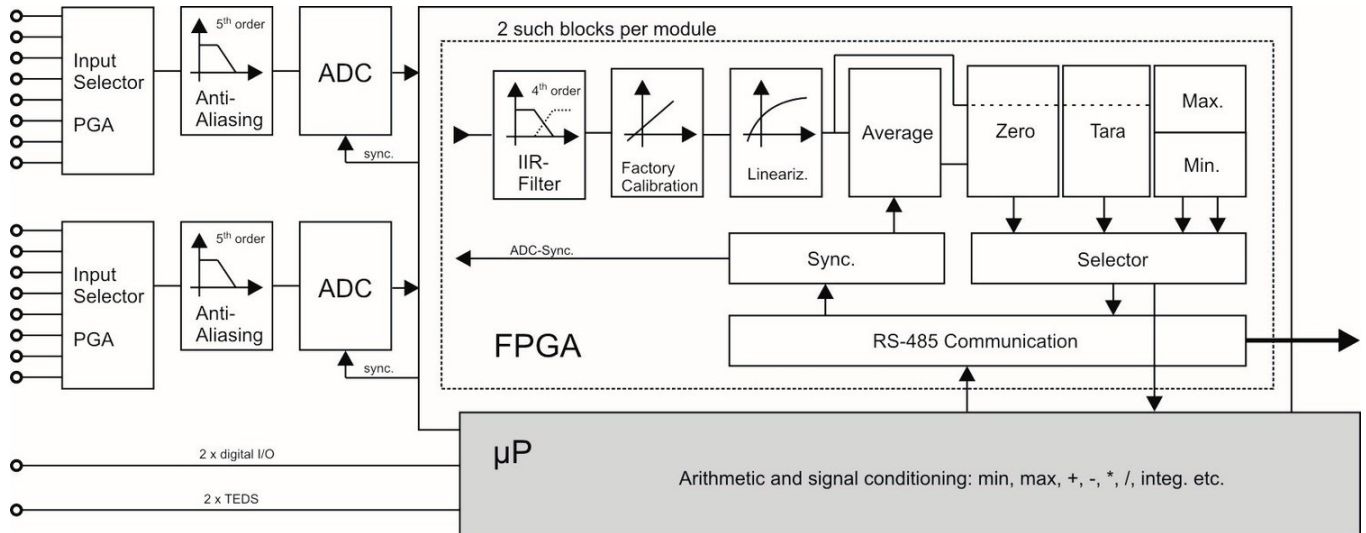 2 such blocks per module
Input
Selector
PGA
5th order
Anti-
Aliasing
ADC
sync.
4th order
IIR-
Filter
Factory
Calibration
Lineariz.
Average
Zero
Tara
Max.
Min.
ADC-Sync.
Sync.
Selector
FPGA
RS-485 Communication
Input
Selector
PGA
5th order
Anti-
Aliasing
ADC
sync.
2 x digital I/O
2 x TEDS
µP
Arithmetic and signal conditioning: min, max, +, -, *, /, integ. etc.